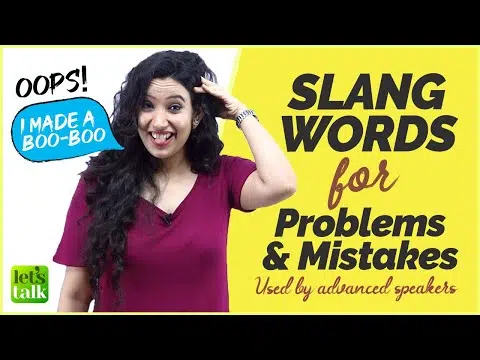 OOPS!
I MADE A
BOO-BOO
SLANG
WORDS
for
Problems
& Mistakes
Used by advanced speakers
let's
talk